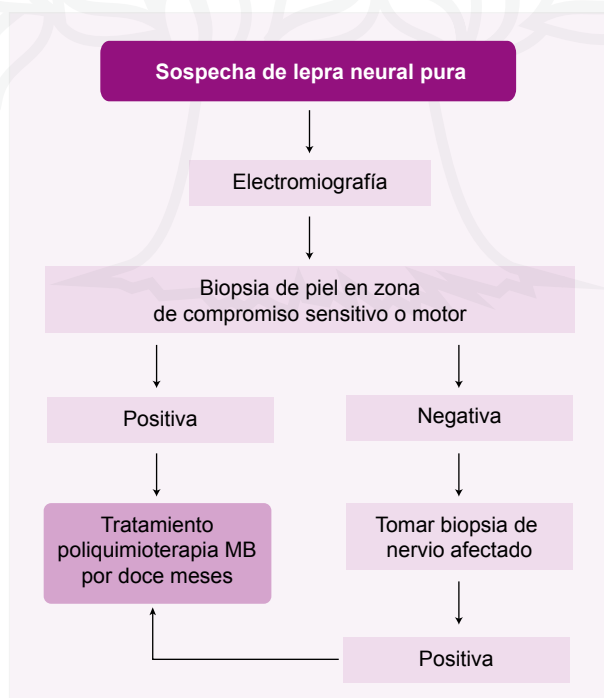 Sospecha de lepra neural pura
Electromiografía
Biopsia de piel en zona
de compromiso sensitivo o motor
Positiva
Negativa
Tratamiento
poliquimioterapia MB
por doce meses
Tomar biopsia de
nervio afectado
Positiva